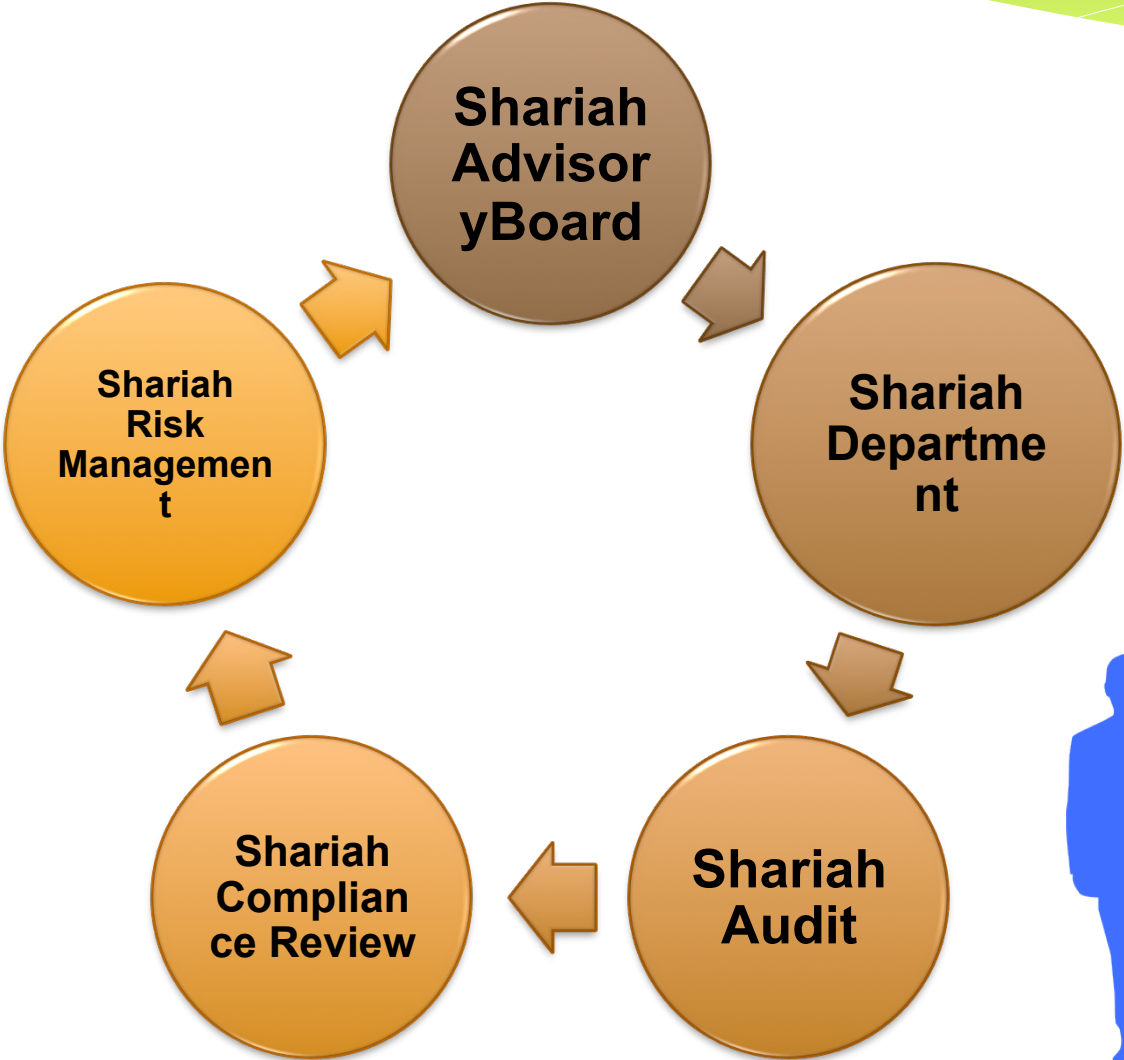 Shariah
Advisor
yBoard
Shariah
Departme
nt
Shariah
Audit
Shariah
Complian
ce Review
Shariah
Risk
Managemen
t